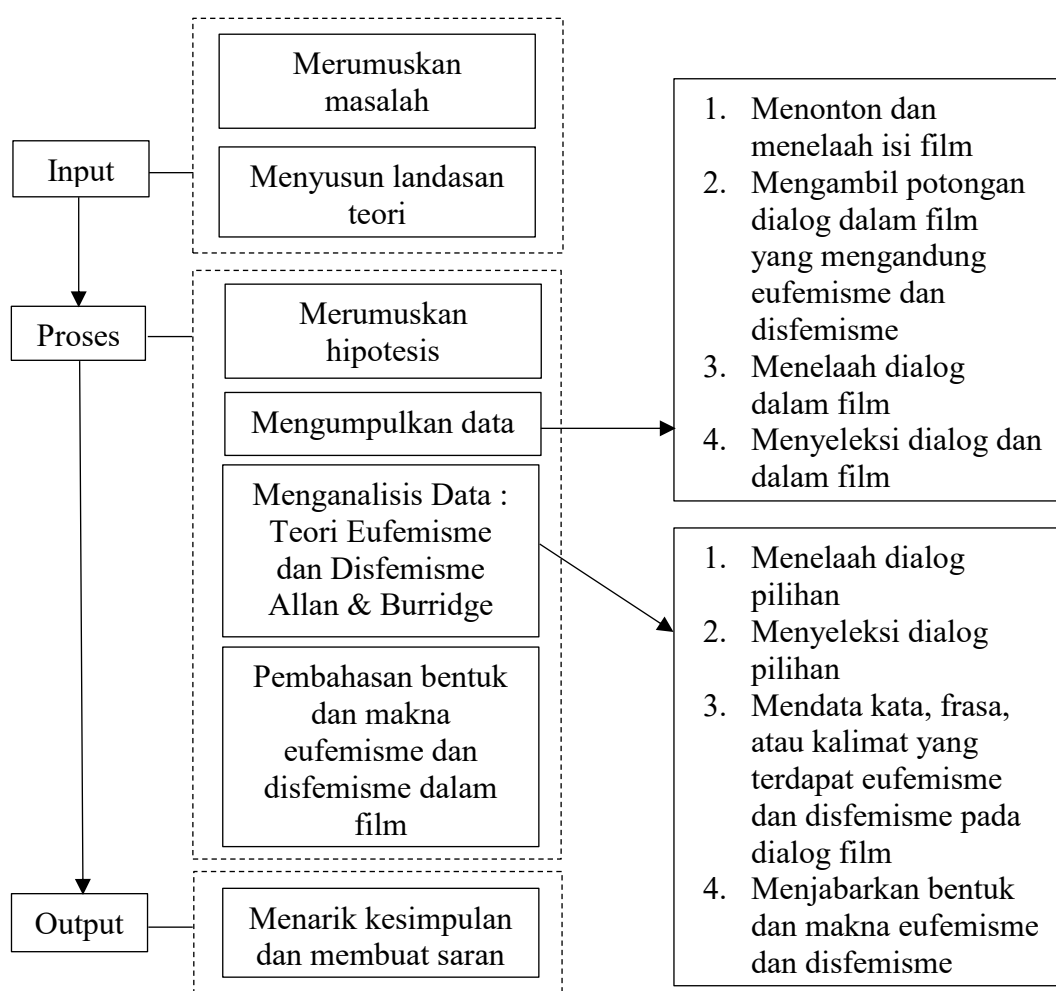 Input
Merumuskan
masalah
Menyusun landasan
teori
Proses
Merumuskan
hipotesis
Mengumpulkan data
Menganalisis Data :
Teori Eufemisme
dan Disfemisme
Allan & Burridge
Pembahasan bentuk
dan makna
eufemisme dan
disfemisme dalam
film
Output
Menarik kesimpulan
dan membuat saran
1. Menonton dan
menelaah isi film
2. Mengambil potongan
dialog dalam film
yang mengandung
eufemisme dan
disfemisme
3. Menelaah dialog
dalam film
4. Menyeleksi dialog dan
dalam film
1. Menelaah dialog
pilihan
2. Menyeleksi dialog
pilihan
3. Mendata kata, frasa,
atau kalimat yang
terdapat eufemisme
dan disfemisme pada
dialog film
4. Menjabarkan bentuk
dan makna eufemisme
dan disfemisme